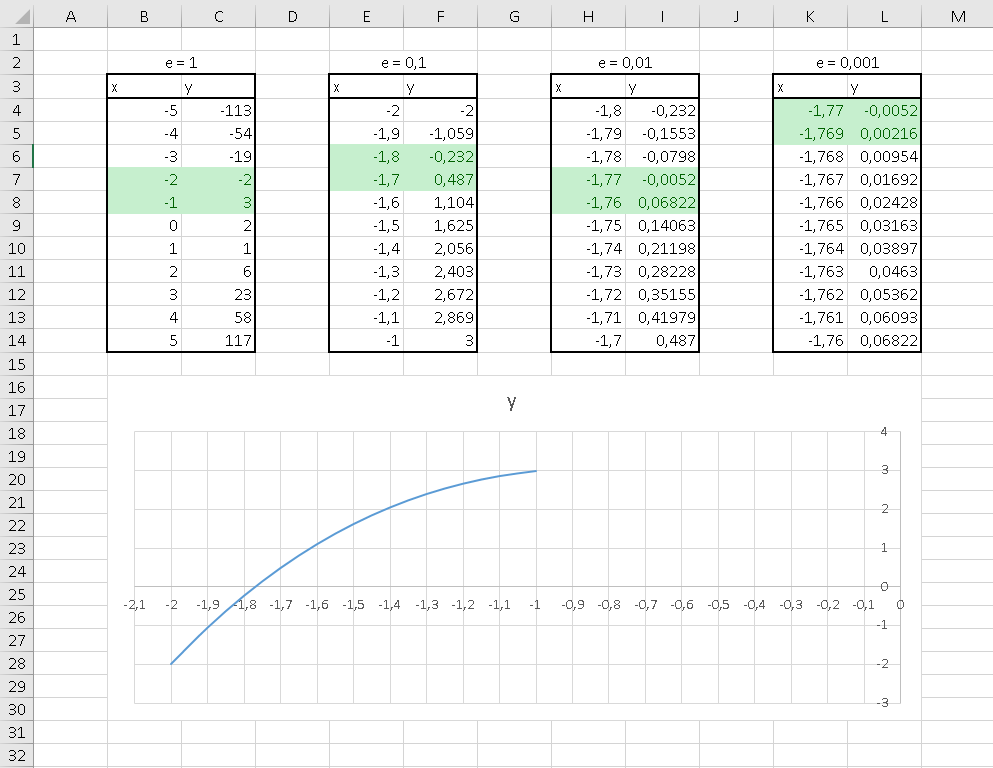 A B C D E F G H I J K L M
1
2 e = 1 e = 0,1 e = 0,01 e = 0,001
3 x y x y x y x y
4 -5 -113 -2 -2 -1,8 -0,232 -1,77 -0,0052
5 -4 -54 -1,9 -1,059 -1,79 -0,1553 -1,769 0,00216
6 -3 -19 -1,8 -0,232 -1,78 -0,0798 -1,768 0,00954
7 -2 -2 -1,7 0,487 -1,77 -0,0052 -1,767 0,01692
8 -1 3 -1,6 1,104 -1,76 0,06822 -1,766 0,02428
9 0 2 -1,5 1,625 -1,75 0,14063 -1,765 0,03163
10 1 1 -1,4 2,056 -1,74 0,21198 -1,764 0,03897
11 2 6 -1,3 2,403 -1,73 0,28228 -1,763 0,0463
12 3 23 -1,2 2,672 -1,72 0,35155 -1,762 0,05362
13 4 58 -1,1 2,869 -1,71 0,41979 -1,761 0,06093
14 5 117 -1 3 -1,7 0,487 -1,76 0,06822
15
16
17 y
18 4
19
20 3
21
22 2
23
24 1
25 0
26 -2,1 -2 -1,9 -1,8 -1,7 -1,6 -1,5 -1,4 -1,3 -1,2 -1,1 -1 -0,9 -0,8 -0,7 -0,6 -0,5 -0,4 -0,3 -0,2 -0,1 0
-1
27
28 -2
29
30 -3
31
32